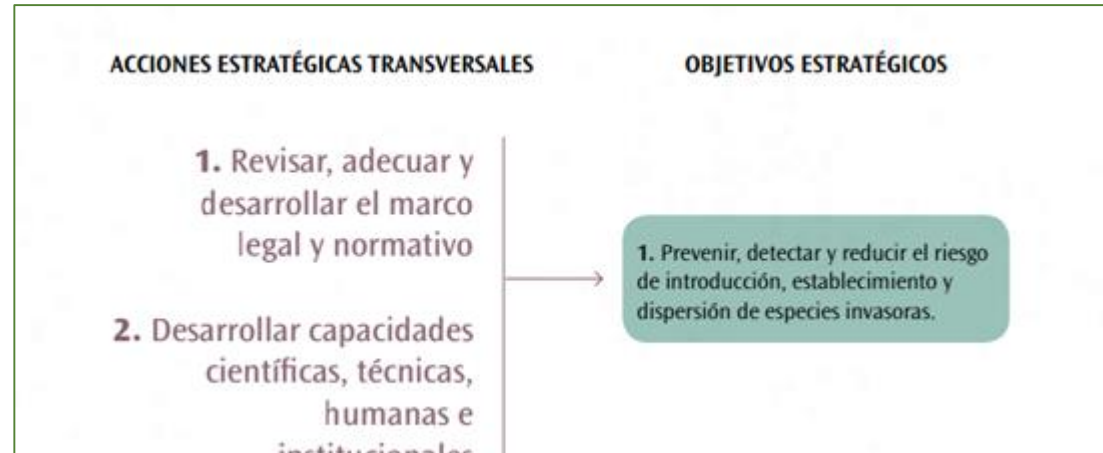 ACCIONES ESTRATÉGICAS TRANSVERSALES
OBJETIVOS ESTRATÉGICOS
1. Revisar, adecuar y
desarrollar el marco
legal y normativo
2. Desarrollar capacidades
científicas, técnicas,
humanas e
institucionales
1. Prevenir, detectar y reducir el riesgo
de introducción, establecimiento y
dispersión de especies invasoras.